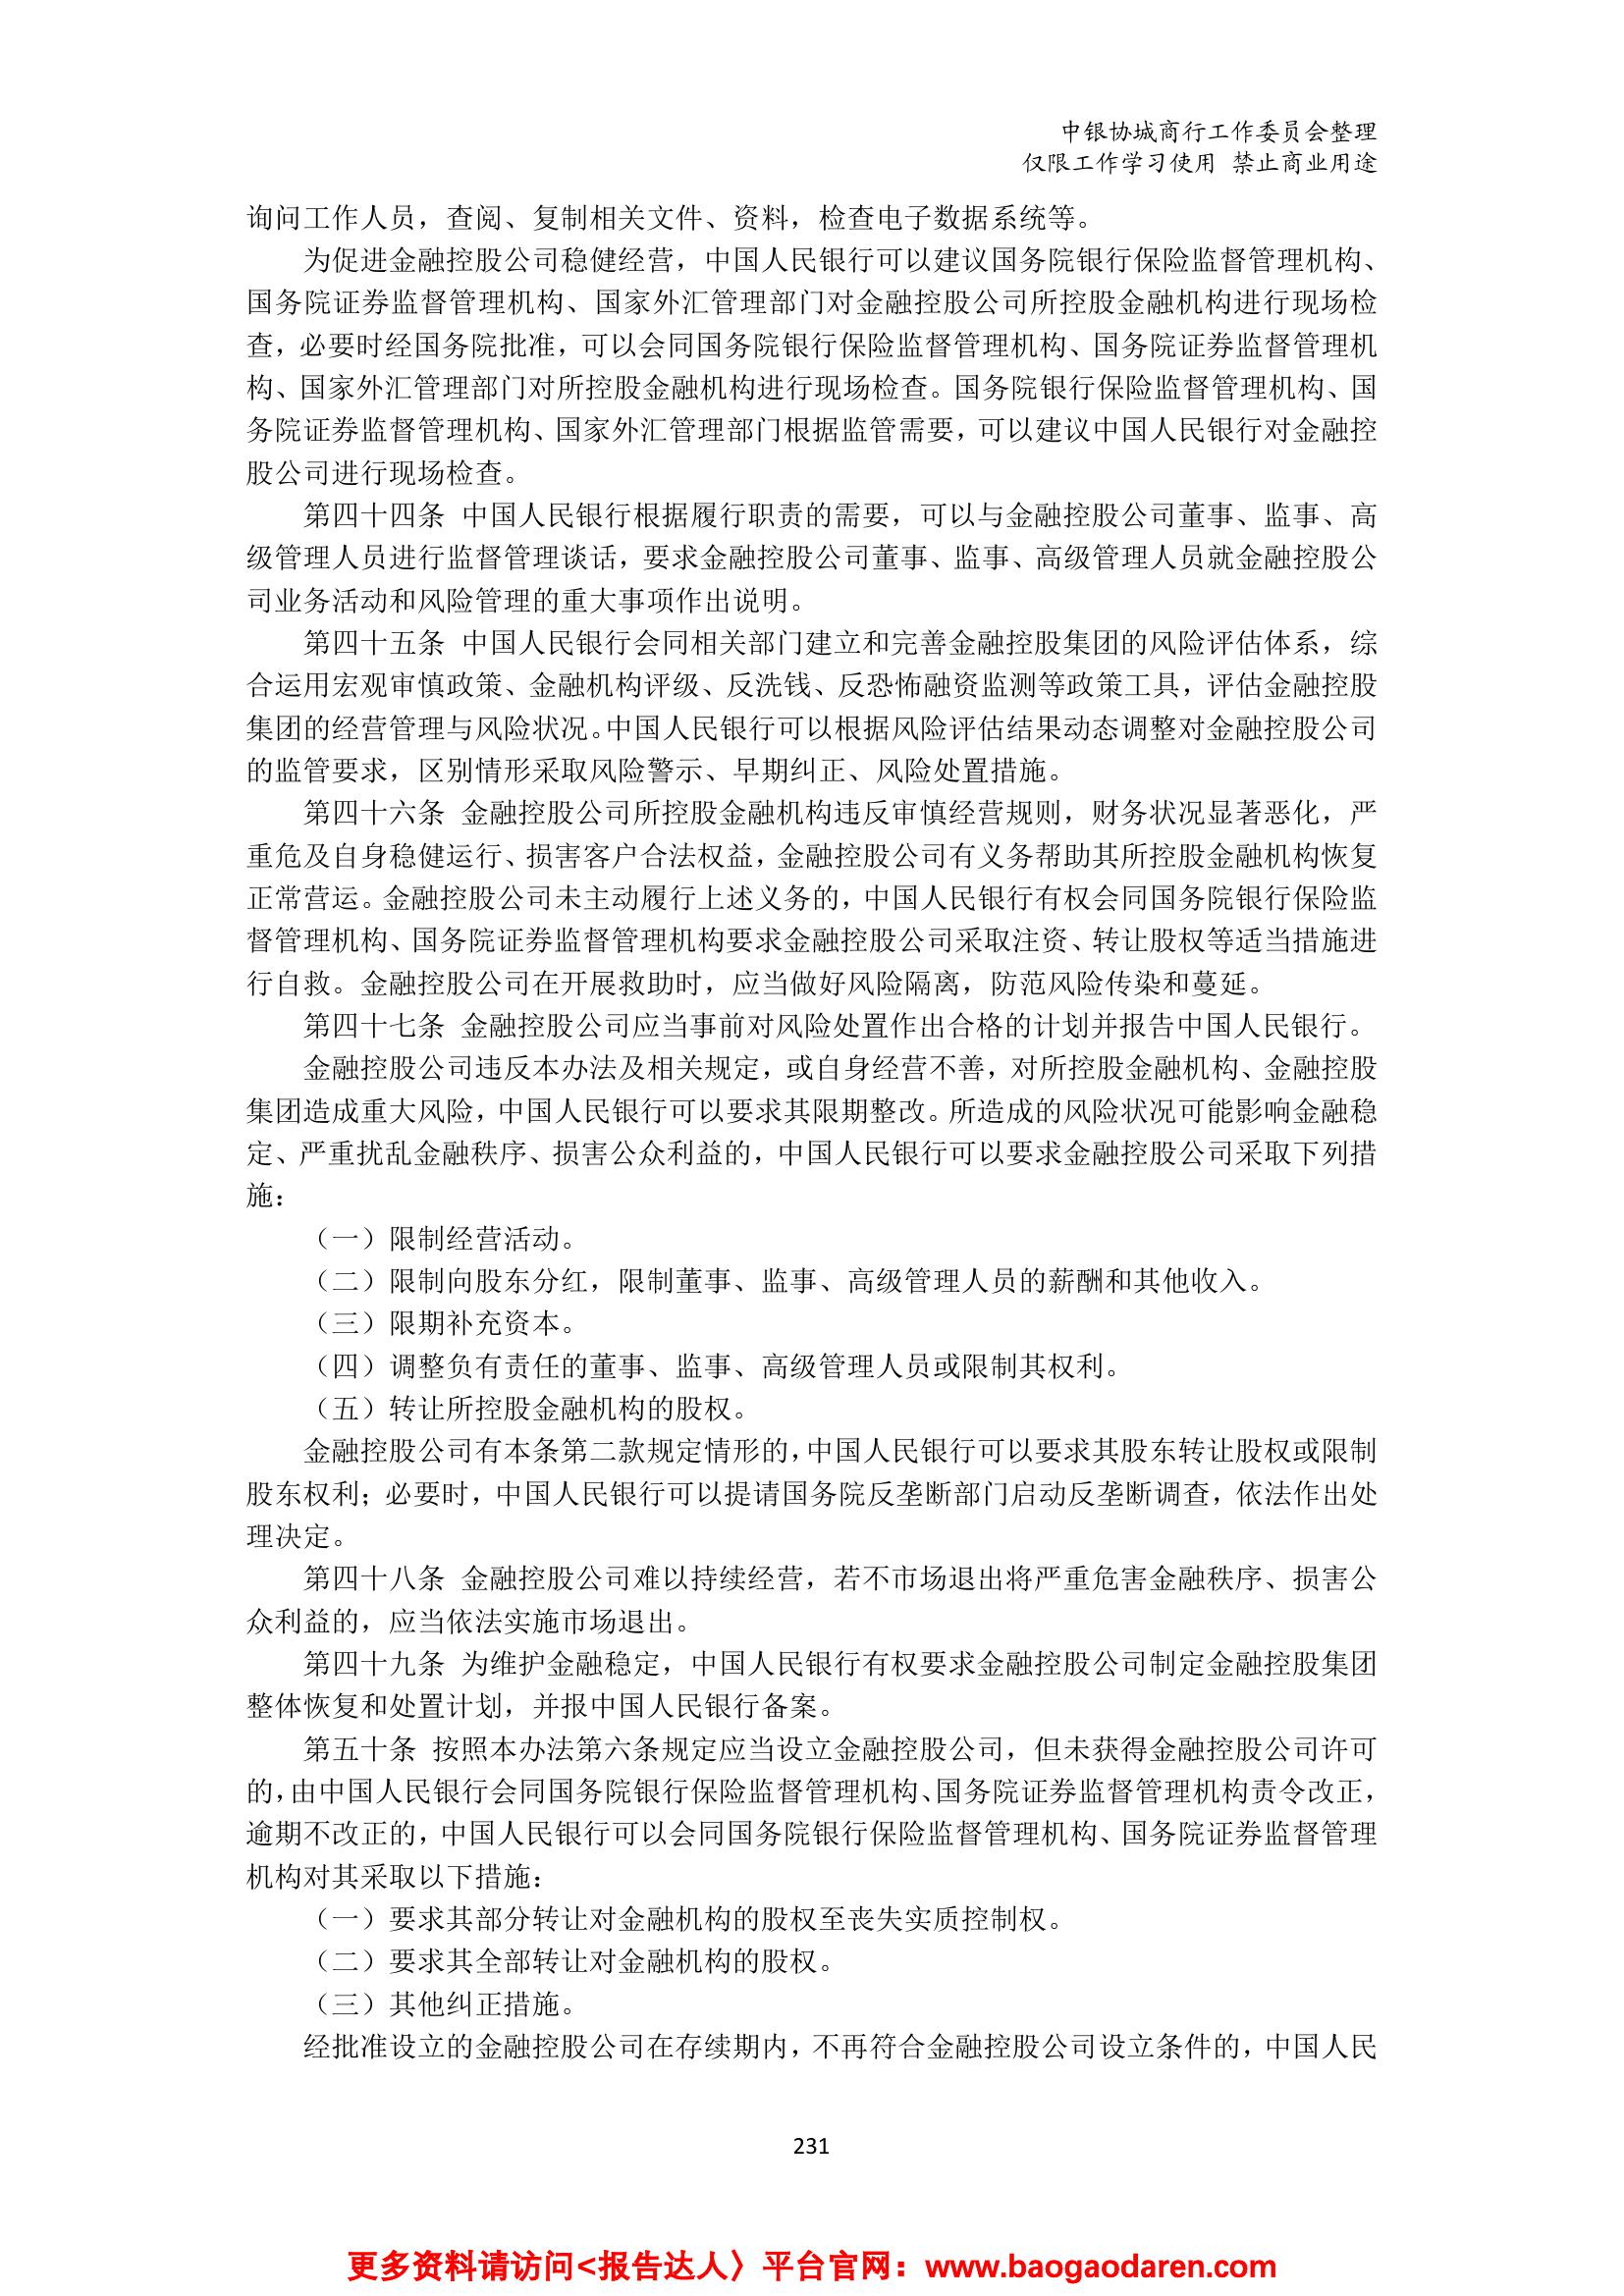 中银协城商行工作委员会整理
仅限工作学习使用 禁止商业用途
询问工作人员，查阅、复制相关文件、资料，检查电子数据系统等。
为促进金融控股公司稳健经营，中国人民银行可以建议国务院银行保险监督管理机构、
国务院证券监督管理机构、国家外汇管理部门对金融控股公司所控股金融机构进行现场检
查，必要时经国务院批准，可以会同国务院银行保险监督管理机构、国务院证券监督管理机
构、国家外汇管理部门对所控股金融机构进行现场检查。国务院银行保险监督管理机构、国
务院证券监督管理机构、国家外汇管理部门根据监管需要，可以建议中国人民银行对金融控
股公司进行现场检查。
第四十四条 中国人民银行根据履行职责的需要，可以与金融控股公司董事、监事、高
级管理人员进行监督管理谈话，要求金融控股公司董事、监事、高级管理人员就金融控股公
司业务活动和风险管理的重大事项作出说明。
第四十五条 中国人民银行会同相关部门建立和完善金融控股集团的风险评估体系，综
合运用宏观审慎政策、金融机构评级、反洗钱、反恐怖融资监测等政策工具，评估金融控股
集团的经营管理与风险状况。中国人民银行可以根据风险评估结果动态调整对金融控股公司
的监管要求，区别情形采取风险警示、早期纠正、风险处置措施。
第四十六条 金融控股公司所控股金融机构违反审慎经营规则，财务状况显著恶化，严
重危及自身稳健运行、损害客户合法权益，金融控股公司有义务帮助其所控股金融机构恢复
正常营运。金融控股公司未主动履行上述义务的，中国人民银行有权会同国务院银行保险监
督管理机构、国务院证券监督管理机构要求金融控股公司采取注资、转让股权等适当措施进
行自救。金融控股公司在开展救助时，应当做好风险隔离，防范风险传染和蔓延。
第四十七条 金融控股公司应当事前对风险处置作出合格的计划并报告中国人民银行。
金融控股公司违反本办法及相关规定，或自身经营不善，对所控股金融机构、金融控股
集团造成重大风险，中国人民银行可以要求其限期整改。所造成的风险状况可能影响金融稳
定、严重扰乱金融秩序、损害公众利益的，中国人民银行可以要求金融控股公司采取下列措
施：
（一）限制经营活动。
（二）限制向股东分红，限制董事、监事、高级管理人员的薪酬和其他收入。
（三）限期补充资本。
（四）调整负有责任的董事、监事、高级管理人员或限制其权利。
（五）转让所控股金融机构的股权。
金融控股公司有本条第二款规定情形的，中国人民银行可以要求其股东转让股权或限制
股东权利；必要时，中国人民银行可以提请国务院反垄断部门启动反垄断调查，依法作出处
理决定。
第四十八条 金融控股公司难以持续经营，若不市场退出将严重危害金融秩序、损害公
众利益的，应当依法实施市场退出。
第四十九条 为维护金融稳定，中国人民银行有权要求金融控股公司制定金融控股集团
整体恢复和处置计划，并报中国人民银行备案。
第五十条 按照本办法第六条规定应当设立金融控股公司，但未获得金融控股公司许可
的，由中国人民银行会同国务院银行保险监督管理机构、国务院证券监督管理机构责令改正，
逾期不改正的，中国人民银行可以会同国务院银行保险监督管理机构、国务院证券监督管理
机构对其采取以下措施：
（一）要求其部分转让对金融机构的股权至丧失实质控制权。
（二）要求其全部转让对金融机构的股权。
（三）其他纠正措施。
经批准设立的金融控股公司在存续期内，不再符合金融控股公司设立条件的，中国人民
231
更多资料请访问<报告达人〉平台官网：www.baogaodaren.com